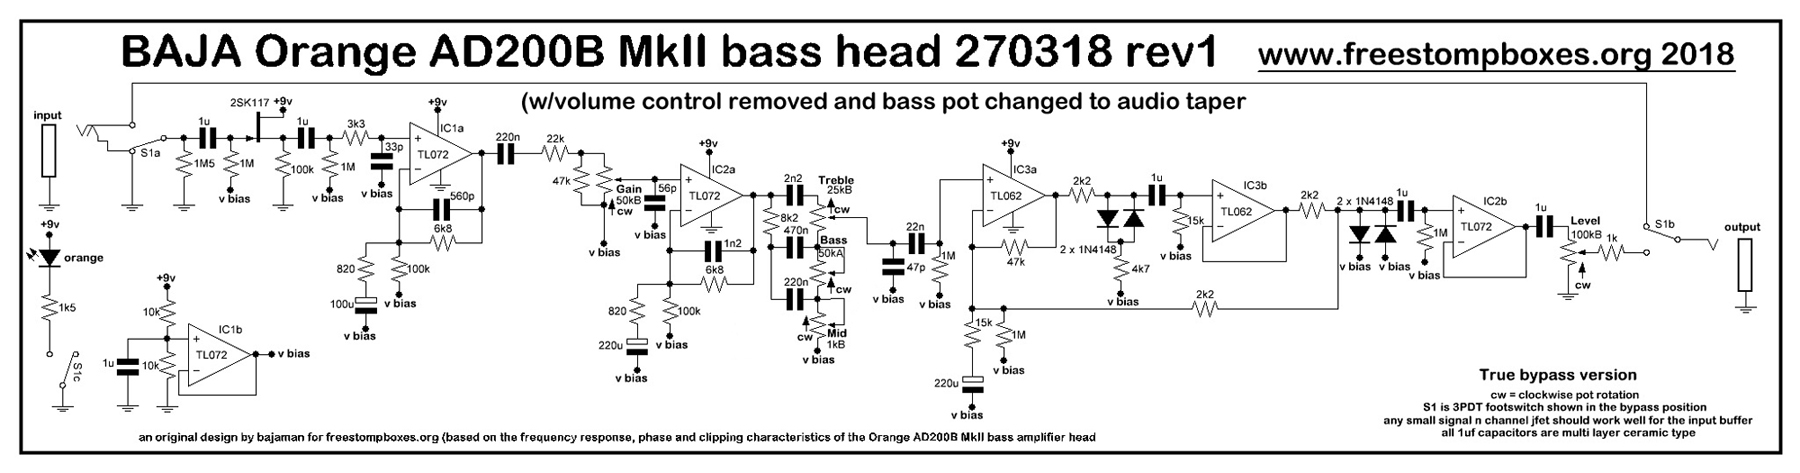 BAJA Orange AD200B MkII bass head 270318 rev1 www.freestompboxes.org 2018
(w/volume control removed and bass pot changed to audio taper
input
S1a
1u
1M5
1M
v bias
2SK117
+9v
100k
1u
1M
v bias
3k3
33p
v bias
+9v
IC1a
TL072
560p
6k8
820
100k
v bias
100u
v bias
220n
22k
47k
Gain
50kB
cw
v bias
56p
v bias
+9v
IC2a
TL072
1n2
6k8
820
100k
v bias
220u
v bias
2n2
8k2
470n
220n
Treble
25kB
cw
Bass
50kA
cw
Mid
1kB
cw
v bias
22n
47p
v bias
1M
v bias
+9v
IC3a
TL062
47k
15k
1M
v bias
220u
v bias
2k2
2 x 1N4148
4k7
v bias
1u
15k
v bias
IC3b
TL062
2k2
2k2
2 x 1N4148
v bias
1u
1M
v bias
IC2b
TL072
1u
Level
100kB
cw
1k
S1b
output
+9v
orange
1k5
S1c
+9v
10k
10k
1u
IC1b
TL072
v bias
True bypass version
cw = clockwise pot rotation
S1 is 3PDT footswitch shown in the bypass position
any small signal n channel jfet should work well for the input buffer
all 1uf capacitors are multi layer ceramic type
an original design by bajaman for freestompboxes.org (based on the frequency response, phase and clipping characteristics of the Orange AD200B MkII bass amplifier head